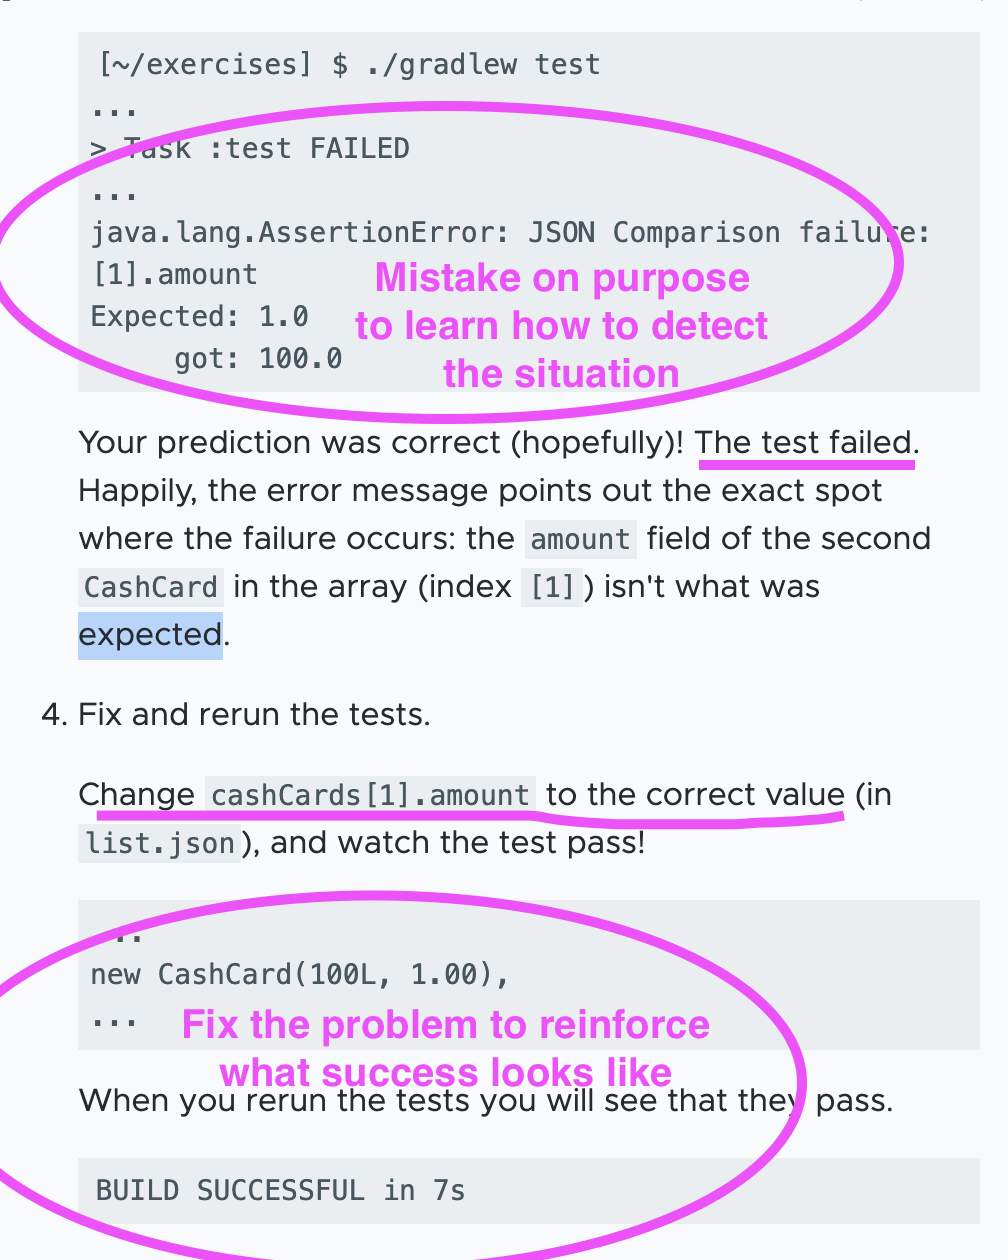 [~/exercises] $ ./gradlew test
...
> Task :test FAILED
...
java.lang.AssertionError: JSON Comparison failure:
[1].amount
Expected: 1.0
got: 100.0
Mistake on purpose
to learn how to detect
the situation
Your prediction was correct (hopefully)! The test failed.
Happily, the error message points out the exact spot
where the failure occurs: the amount field of the second
CashCard in the array (index [1]) isn't what was
expected.
4. Fix and rerun the tests.
Change cashCards[1].amount to the correct value (in
list.json), and watch the test pass!
...
new CashCard(100L, 1.00),
...
Fix the problem to reinforce
what success looks like
When you rerun the tests you will see that they pass.
BUILD SUCCESSFUL in 7s